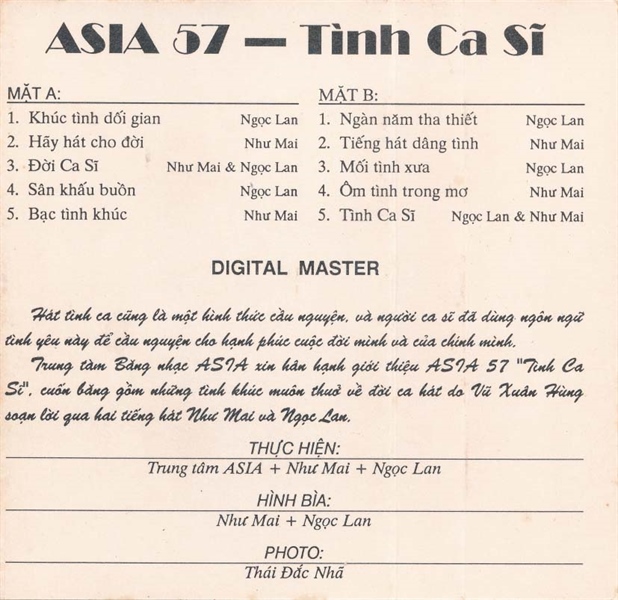 ASIA 57 — Tình Ca Sĩ
MẶT A:
1. Khúc tình dối gian Ngọc Lan
2. Hãy hát cho đời Như Mai
3. Đời Ca Sĩ Như Mai & Ngọc Lan
4. Sân khấu buồn Ngọc Lan
5. Bạc tình khúc Như Mai
MẶT B:
1. Ngàn năm tha thiết Ngọc Lan
2. Tiếng hát dâng tình Như Mai
3. Mối tình xưa Ngọc Lan
4. Ôm tình trong mơ Như Mai
5. Tình Ca Sĩ Ngọc Lan & Như Mai
DIGITAL MASTER
Hát tình ca cũng là một hình thức cầu nguyện, và người ca sĩ đã dùng ngôn ngữ
tình yêu này để cầu nguyện cho hạnh phúc cuộc đời mình và của chính mình.
Trung tâm Băng nhạc ASIA xin hân hạnh giới thiệu ASIA 57 "Tình Ca
Sĩ", cuốn băng gồm những tình khúc muôn thuở về đời ca hát do Vũ Xuân Hùng
soạn lời qua hai tiếng hát Như Mai và Ngọc Lan.
THỰC HIỆN:
Trung tâm ASIA + Như Mai + Ngọc Lan
HÌNH BÌA:
Như Mai + Ngọc Lan
PHOTO:
Thái Đắc Nhã